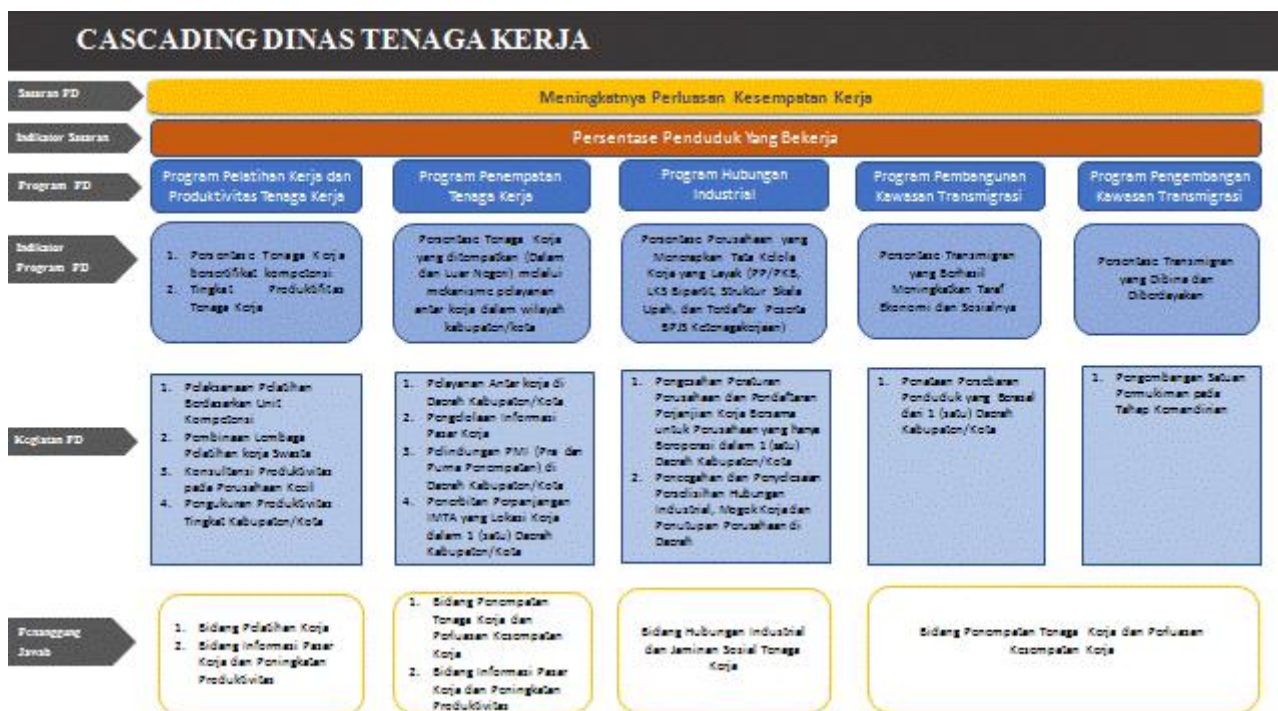 CASCADING DINAS TENAGA KERJA
Sasaran PD
Meningkatnya Perluasan Kesempatan Kerja
Indikator Sasaran
Persentase Penduduk Yang Bekerja
Program PD
Program Pelatihan Kerja dan
Produktivitas Tenaga Kerja
Program Penempatan
Tenaga Kerja
Program Hubungan
Industrial
Program Pembangunan
Kawasan Transmigrasi
Program Pengembangan
Kawasan Transmigrasi
Indikator
Program PD
1. Persentase Tenaga Kerja
bersertifikat kompetensi
2. Tingkat Produktifitas
Tenaga Kerja
Persentase Tenaga Kerja
yang ditempatkan (Dalam
dan Luar Negeri) melalui
mekanisme pelayanan
antar kerja dalam wilayah
kabupaten/kota
Persentase Perusahaan yang
Menerapkan Tata Kelola
Kerja yang Layak (PP/PKB,
LKS Bipartit, Struktur Skala
Upah, dan Terdaftar Peserta
BPJS Ketenagakerjaan)
Persentase Transmigran
yang Berhasil
Meningkatkan Taraf
Ekonomi dan Sosialnya
Persentase Transmigran
yang Dibina dan
Diberdayakan
Kegiatan PD
1. Pelaksanaan Pelatihan
Berdasarkan Unit
Kompetensi
2. Pembinaan Lembaga
Pelatihan kerja Swasta
3. Konsultansi Produktivitas
pada Perusahaan Kecil
4. Pengukuran Produktivitas
Tingkat Kabupaten/Kota
1. Pelayanan Antar kerja di
Daerah Kabupaten/Kota
2. Pengelolaan Informasi
Pasar Kerja
3. Pelindungan PMI (Pra dan
Purna Penempatan) di
Daerah Kabupaten/Kota
4. Penerbitan Perpanjangan
IMTA yang Lokasi Kerja
dalam 1 (satu) Daerah
Kabupaten/Kota
1. Pengesahan Peraturan
Perusahaan dan Pendaftaran
Perjanjian Kerja Bersama
untuk Perusahaan yang hanya
Beroperasi dalam 1 (satu)
Daerah Kabupaten/Kota
2. Pencegahan dan Penyelesaian
Perselisihan Hubungan
Industrial, Mogok Kerja dan
Penutupan Perusahaan di
Daerah
1. Penataan Persebaran
Penduduk yang Berasal
dari 1 (satu) Daerah
Kabupaten/Kota
1. Pengembangan Satuan
Permukiman pada
Tahap Kemandirian
Penanggung
Jawab
1. Bidang Pelatihan Kerja
2. Bidang Informasi Pasar
Kerja dan Peningkatan
Produktivitas
1. Bidang Penempatan
Tenaga Kerja dan
Perluasan Kesempatan
Kerja
2. Bidang Informasi Pasar
Kerja dan Peningkatan
Produktivitas
Bidang Hubungan Industrial
dan Jaminan Sosial Tenaga
Kerja
Bidang Penempatan Tenaga Kerja dan Perluasan
Kesempatan Kerja